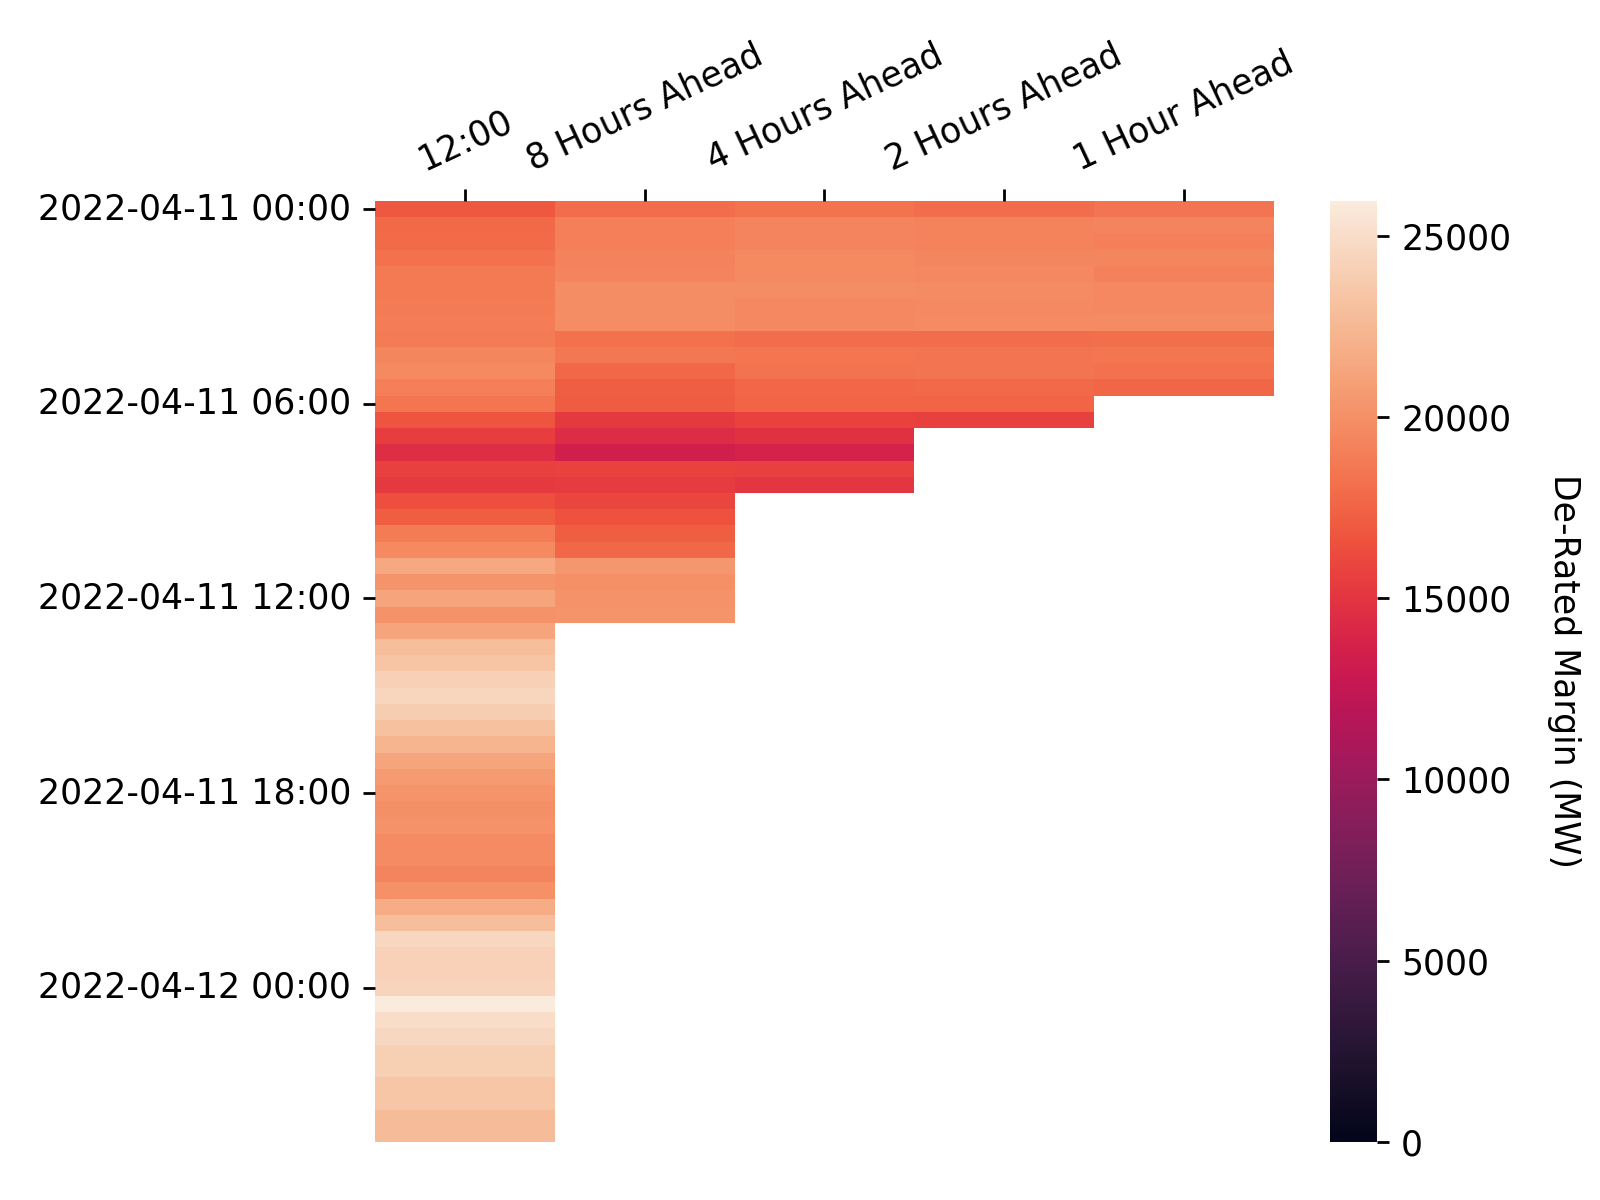 12:00
8 Hours Ahead
4 Hours Ahead
2 Hours Ahead
1 Hour Ahead
2022-04-11 00:00
2022-04-11 06:00
2022-04-11 12:00
2022-04-11 18:00
2022-04-12 00:00
25000
20000
15000
10000
5000
0
De-Rated Margin (MW)